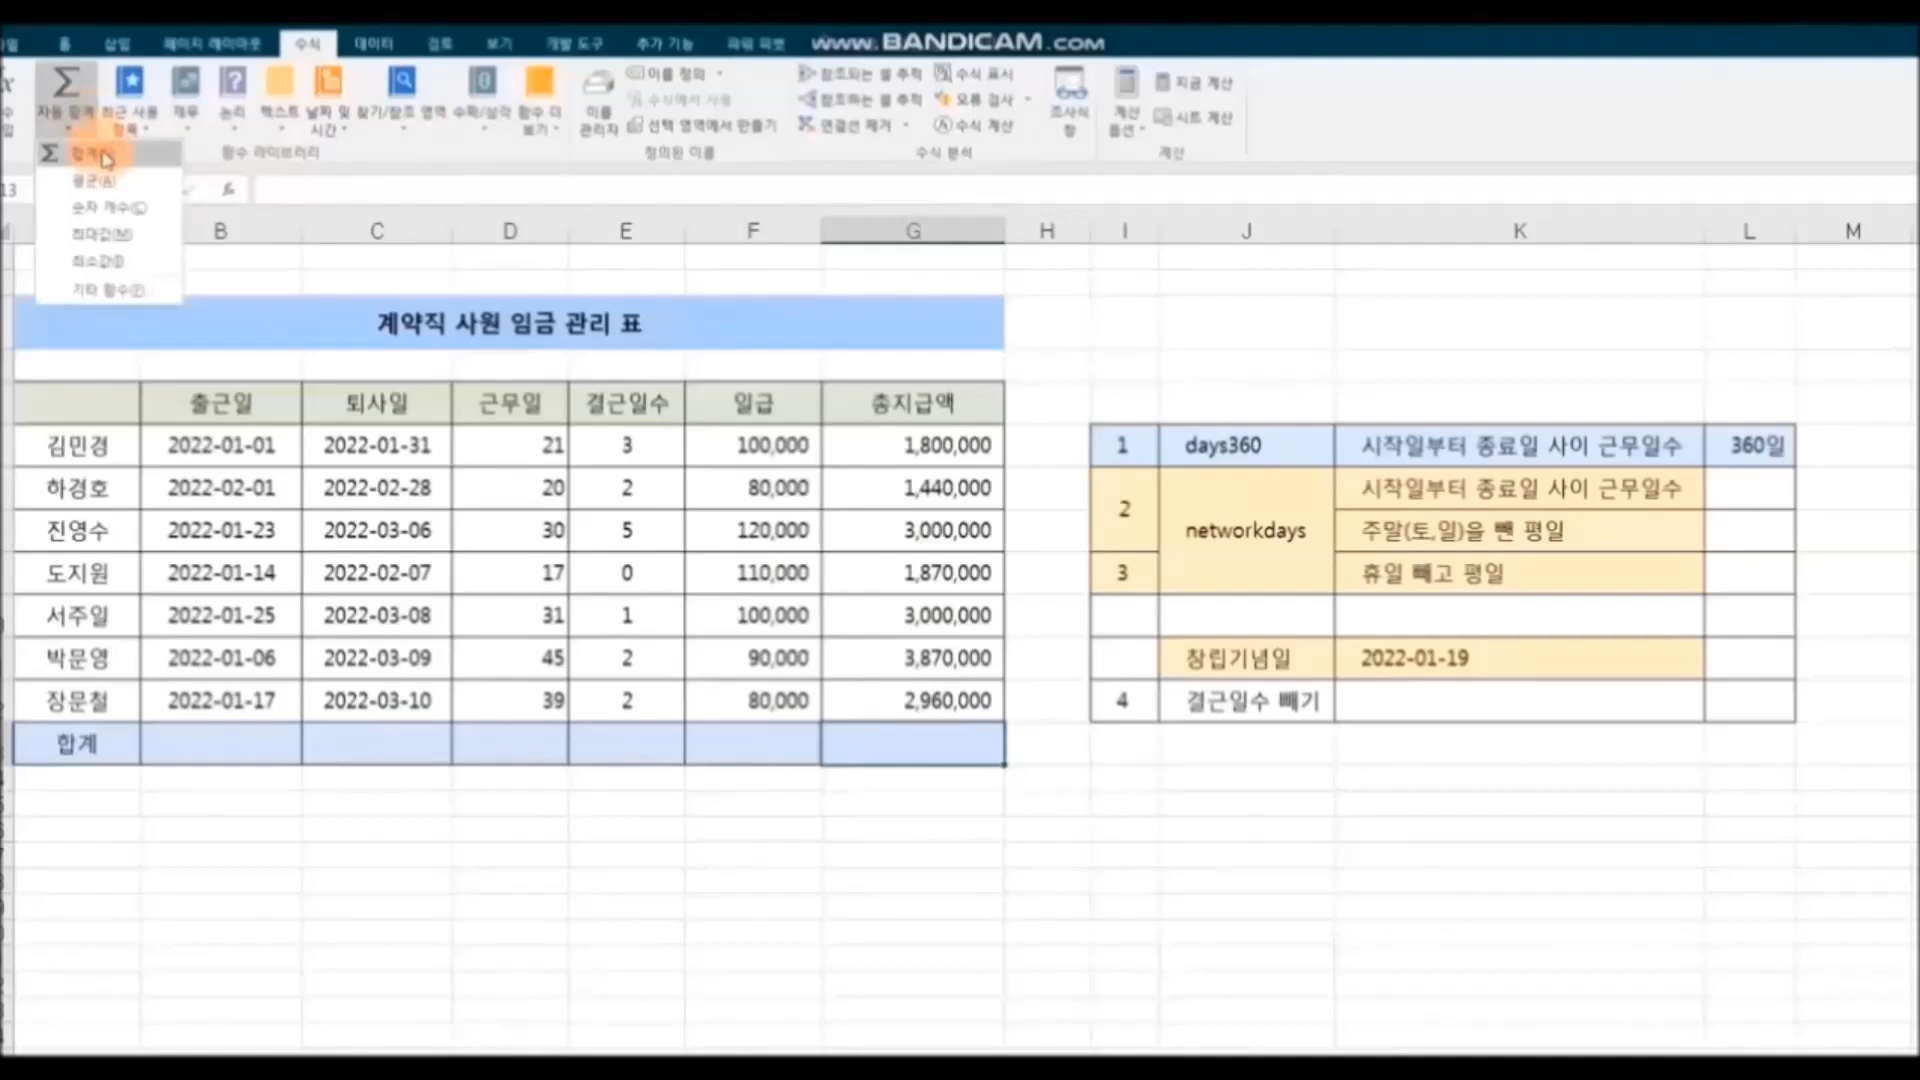 홈 삽입 페이지 레이아웃 수식 데이터 검토 보기 개발 도구 추가 기능 파워 피벗 www.BANDICAM.COM
자동 합계 최근 사용 항목 재무 논리 텍스트 날짜 및 시간 찾기/참조 영역 수학/삼각 함수 더 보기
이름 관리자
이름 정의
수식에서 사용
선택 영역에서 만들기
참조되는 셀 추적 수식 표시
참조하는 셀 추적 오류 검사
연결선 제거 수식 계산
조사식 창
계산 옵션
지금 계산
시트 계산
함수 라이브러리 정의된 이름 수식 분석 계산
평균(A)
숫자 개수(C)
최대값(M)
최소값(I)
기타 함수(F)
13 fx
B C D E F G H I J K L M
계약직 사원 임금 관리 표
출근일 퇴사일 근무일 결근일수 일급 총지급액
김민경 2022-01-01 2022-01-31 21 3 100,000 1,800,000
하경호 2022-02-01 2022-02-28 20 2 80,000 1,440,000
진영수 2022-01-23 2022-03-06 30 5 120,000 3,000,000
도지원 2022-01-14 2022-02-07 17 0 110,000 1,870,000
서주일 2022-01-25 2022-03-08 31 1 100,000 3,000,000
박문영 2022-01-06 2022-03-09 45 2 90,000 3,870,000
장문철 2022-01-17 2022-03-10 39 2 80,000 2,960,000
합계
1 days360 시작일부터 종료일 사이 근무일수 360일
2 networkdays 시작일부터 종료일 사이 근무일수
주말(토,일)을 뺀 평일
3 휴일 빼고 평일
창립기념일 2022-01-19
4 결근일수 빼기